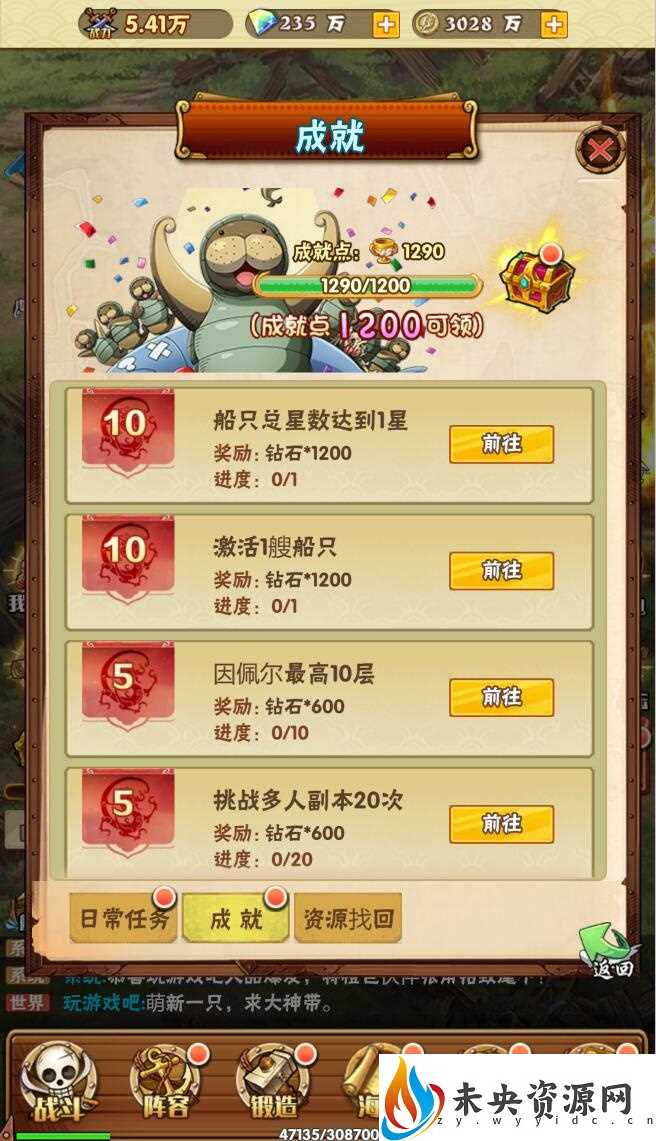 战力 5.41万 235 万 3028 万
成就
成就点: 1290
1290/1200
(成就点1200可领)
10
船只总星数达到1星
奖励: 钻石*1200
进度: 0/1
前往
10
激活1艘船只
奖励: 钻石*1200
进度: 0/1
前往
5
因佩尔最高10层
奖励: 钻石*600
进度: 0/10
前往
5
挑战多人副本20次
奖励: 钻石*600
进度: 0/20
前往
日常任务 成就 资源找回
返回
世界 玩游戏吧:萌新一只，求大神带。
战斗 阵容 锻造 海
47135/308700
未央资源网
zy.wyyidc.cn